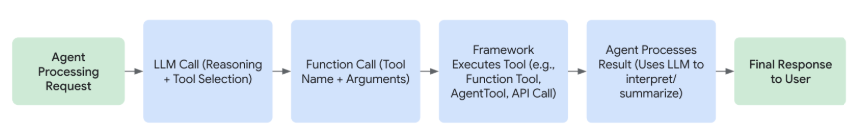 Agent
Processing
Request
LLM Call (Reasoning
+ Tool Selection)
Function Call (Tool
Name + Arguments)
Framework
Executes Tool (e.g.,
Function Tool,
AgentTool, API Call)
Agent Processes
Result (Uses LLM to
interpret/
summarize)
Final Response
to User